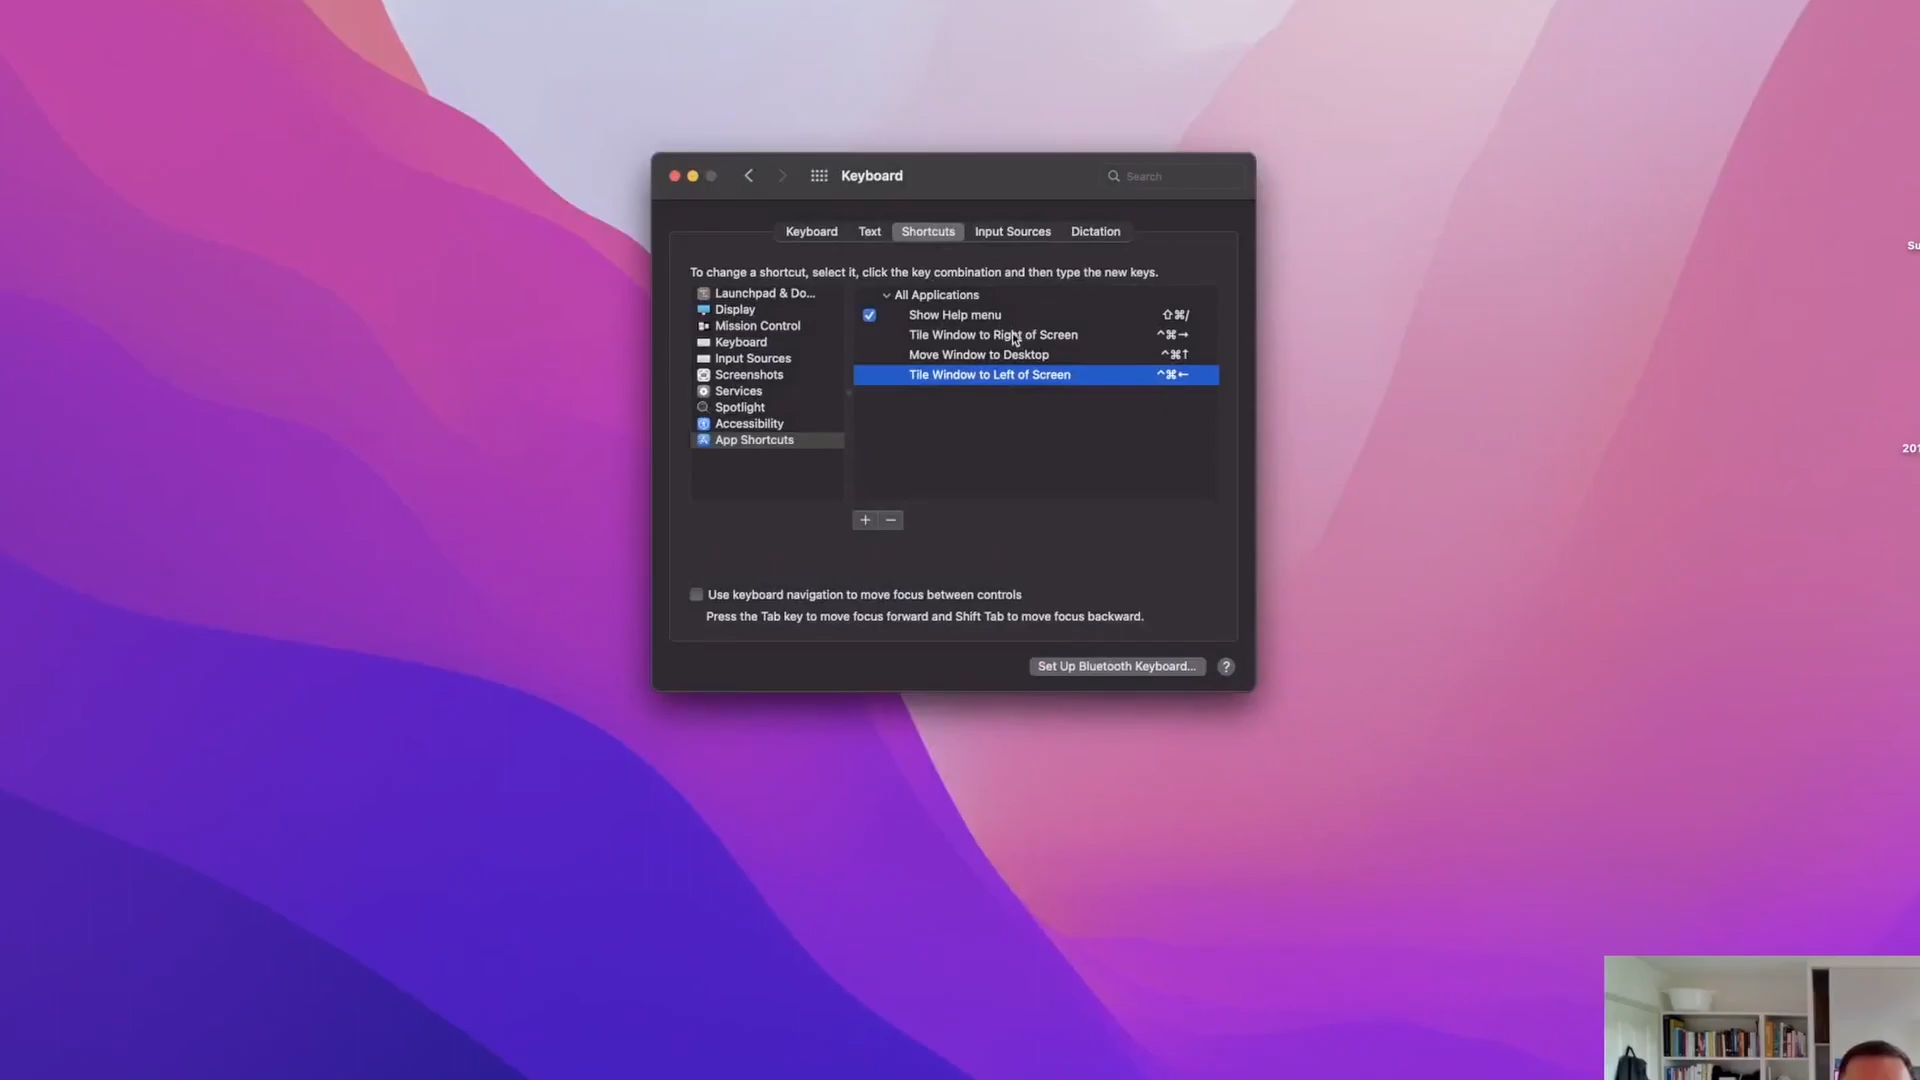 Keyboard
Search
Keyboard Text Shortcuts Input Sources Dictation
To change a shortcut, select it, click the key combination and then type the new keys.
Launchpad & Do...
Display
Mission Control
Keyboard
Input Sources
Screenshots
Services
Spotlight
Accessibility
App Shortcuts
All Applications
Show Help menu ⇧⌘/
Tile Window to Right of Screen ^⌘→
Move Window to Desktop ^⌘↑
Tile Window to Left of Screen ^⌘←
+ −
Use keyboard navigation to move focus between controls
Press the Tab key to move focus forward and Shift Tab to move focus backward.
Set Up Bluetooth Keyboard... ?
Su
201